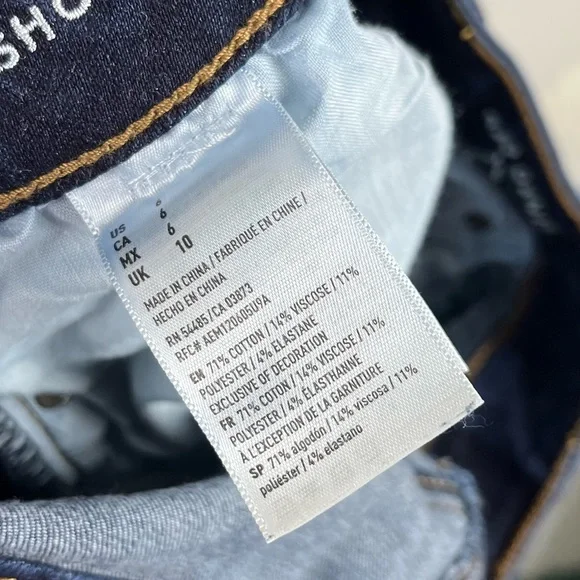 SHO
US 6
CA 6
MX 6
UK 10
MADE IN CHINA / FABRIQUÉ EN CHINE /
HECHO EN CHINA
RN 54485/CA 03873
RFC# AEM120605U9A
EN 71% COTTON / 14% VISCOSE / 11%
POLYESTER / 4% ELASTANE
EXCLUSIVE OF DECORATION
FR 71% COTON / 14% VISCOSE / 11%
POLYESTER / 4% ÉLASTHANNE
À L'EXCEPTION DE LA GARNITURE
SP 71% algodón / 14% viscosa / 11%
poliéster / 4% elastano